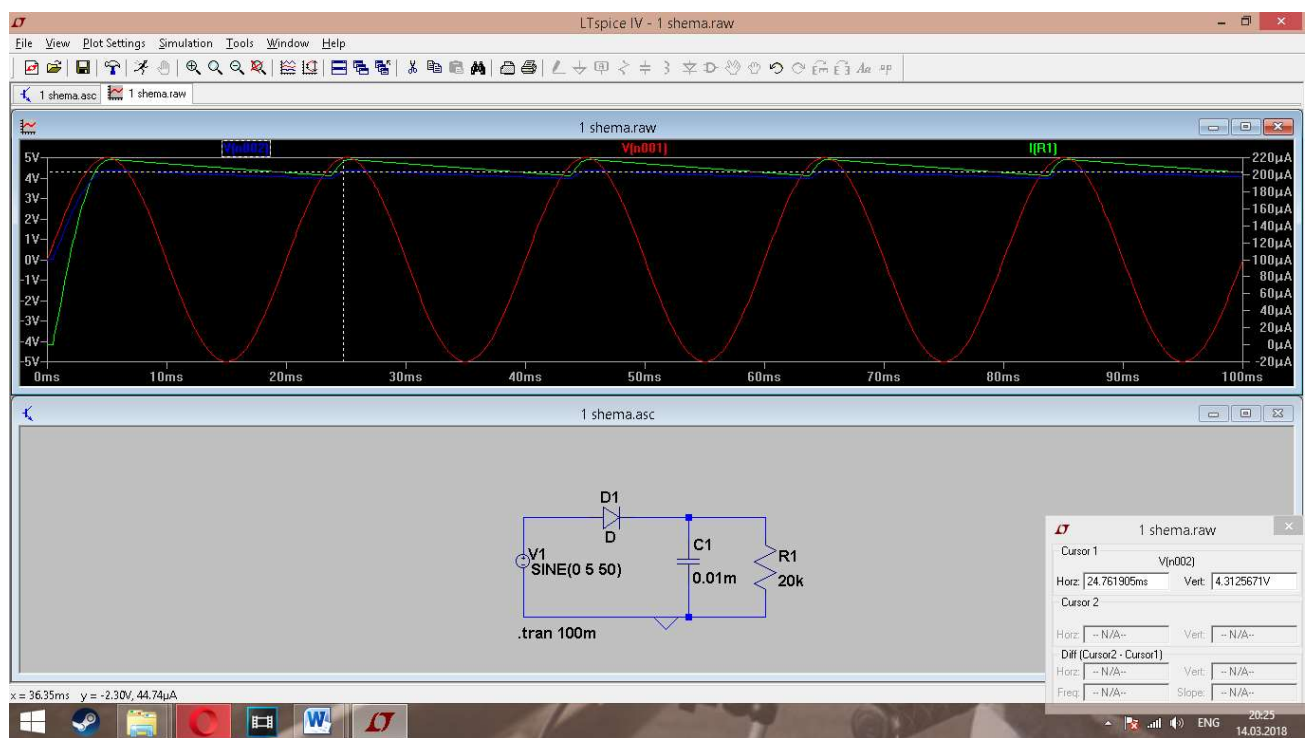 LTspice IV - 1 shema.raw
File View Plot Settings Simulation Tools Window Help
1 shema.asc 1 shema.raw
1 shema.raw
V(n002) V(n001) I(R1)
5V 220µA
4V 200µA
3V 180µA
2V 160µA
1V 140µA
120µA
0V 100µA
-1V 80µA
-2V 60µA
-3V 40µA
-4V 20µA
0µA
-5V -20µA
0ms 10ms 20ms 30ms 40ms 50ms 60ms 70ms 80ms 90ms 100ms
1 shema.asc
D1
D
V1
SINE(0 5 50)
C1
0.01m
R1
20k
.tran 100m
1 shema.raw
Cursor 1
V(n002)
Horz: 24.761905ms Vert: 4.3125671V
Cursor 2
Horz: -- N/A-- Vert: -- N/A--
Diff (Cursor2 - Cursor1)
Horz: -- N/A-- Vert: -- N/A--
Freq: -- N/A-- Slope: -- N/A--
x = 36.35ms y = -2.30V, 44.74µA
ENG
20:25
14.03.2018